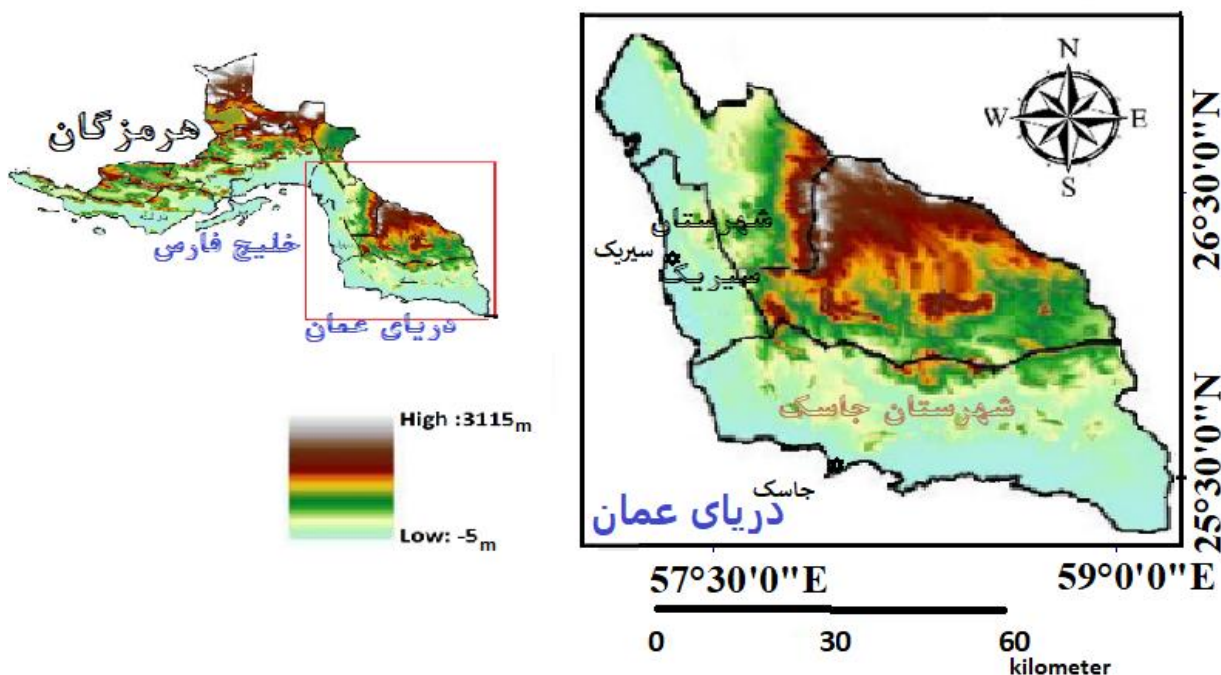 هرمزگان
خلیج فارس
دریای عمان
High :3115m
Low: -5m
N
W
E
S
شهرستان
سیریک
سیریک
شهرستان جاسک
جاسک
دریای عمان
26°30'0"N
25°30'0"N
57°30'0"E
59°0'0"E
0 30 60
kilometer